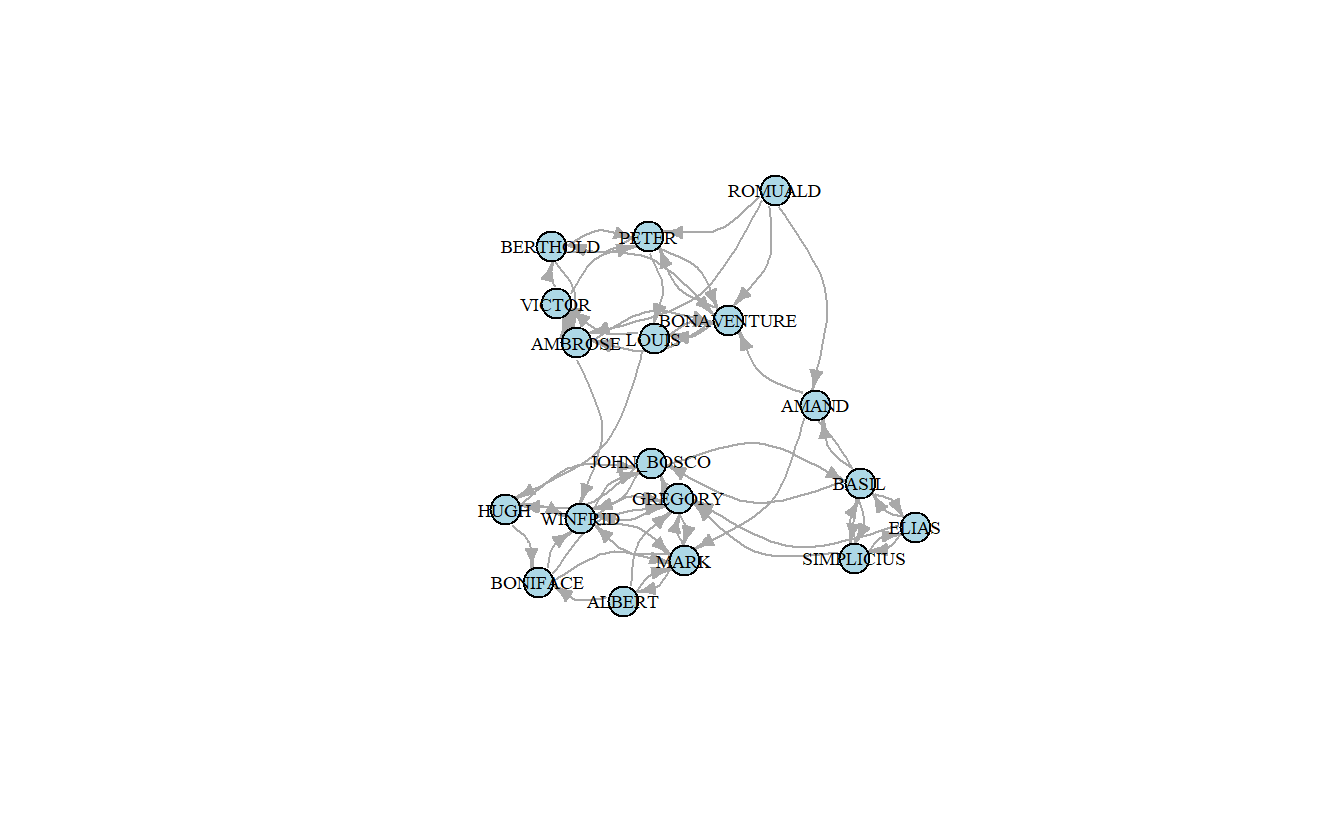 ROMUALD
PETER
BERTHOLD
VICTOR
BONAVENTURE
AMBROSE
LOUIS
AMAND
JOHN_BOSCO
BASIL
GREGORY
HUGH
WINFRID
ELIAS
MARK
SIMPLICIUS
BONIFACE
ALBERT